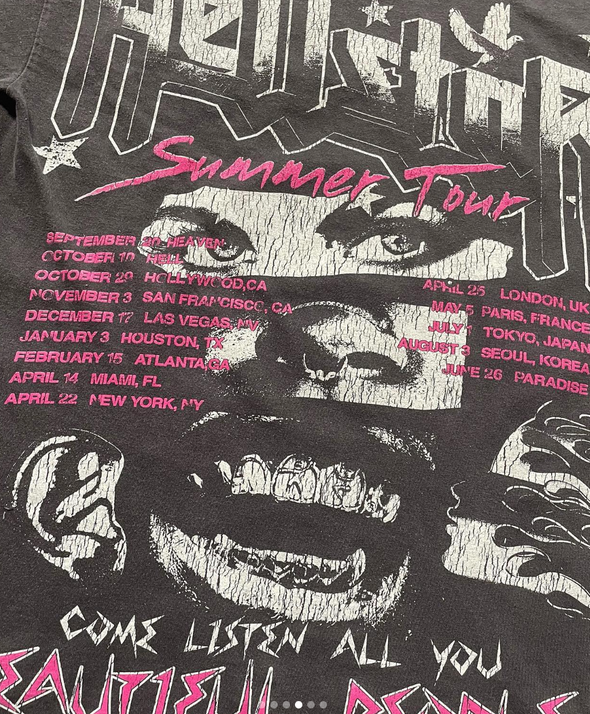 Hellstar
Summer Tour
SEPTEMBER 20 HEAVEN
OCTOBER 10 HELL
OCTOBER 29 HOLLYWOOD,CA
NOVEMBER 3 SAN FRANCISCO, CA
DECEMBER 17 LAS VEGAS, NV
JANUARY 3 HOUSTON, TX
FEBRUARY 15 ATLANTA,GA
APRIL 14 MIAMI, FL
APRIL 22 NEW YORK, NY
APRIL 25 LONDON, UK
MAY 5 PARIS, FRANCE
JULY 1 TOKYO, JAPAN
AUGUST 3 SEOUL, KOREA
JUNE 26 PARADISE
COME LISTEN ALL YOU
EAUTIFUL PEOPLE